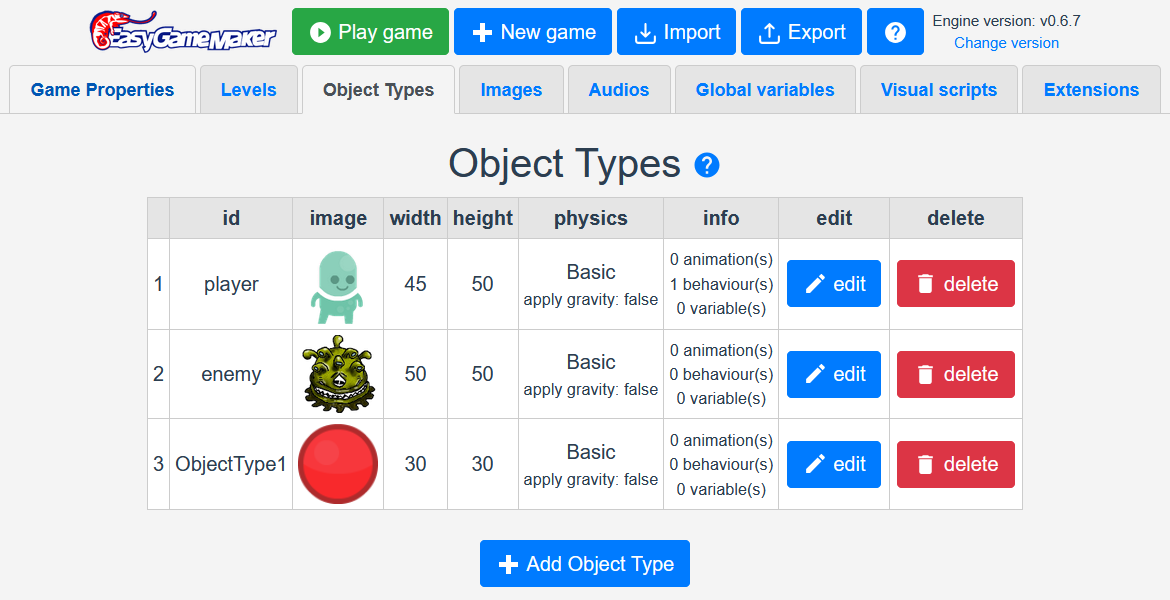 EasyGameMaker
Play game
New game
Import
Export
?
Engine version: v0.6.7
Change version
Game Properties
Levels
Object Types
Images
Audios
Global variables
Visual scripts
Extensions
Object Types ?
id image width height physics info edit delete
1 player 45 50 Basic
apply gravity: false
0 animation(s)
1 behaviour(s)
0 variable(s)
edit
delete
2 enemy 50 50 Basic
apply gravity: false
0 animation(s)
0 behaviour(s)
0 variable(s)
edit
delete
3 ObjectType1 30 30 Basic
apply gravity: false
0 animation(s)
0 behaviour(s)
0 variable(s)
edit
delete
Add Object Type